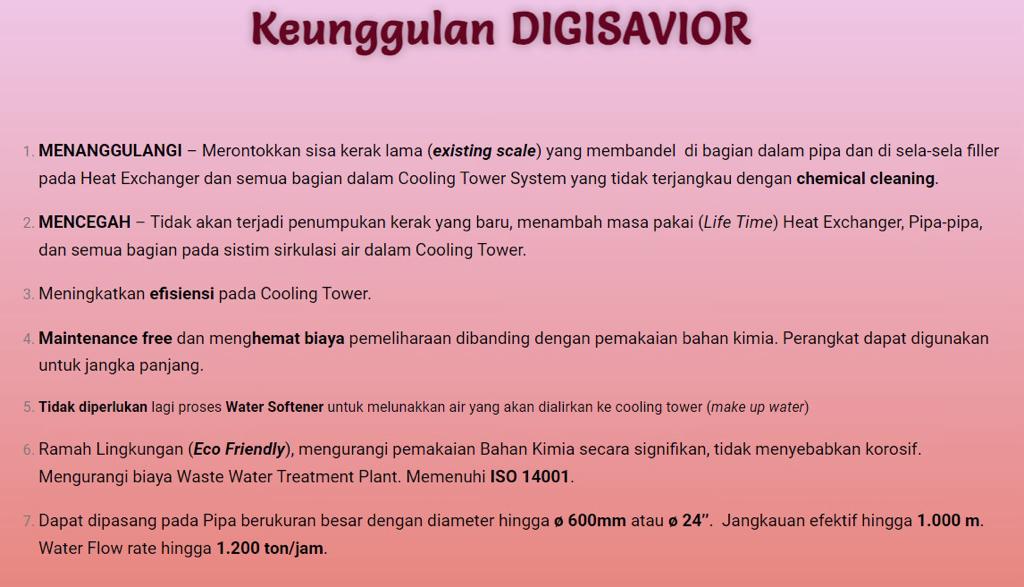 Keunggulan DIGISAVIOR
1. MENANGGULANGI – Merontokkan sisa kerak lama (existing scale) yang membandel  di bagian dalam pipa dan di sela-sela filler
pada Heat Exchanger dan semua bagian dalam Cooling Tower System yang tidak terjangkau dengan chemical cleaning.
2. MENCEGAH – Tidak akan terjadi penumpukan kerak yang baru, menambah masa pakai (Life Time) Heat Exchanger, Pipa-pipa,
dan semua bagian pada sistim sirkulasi air dalam Cooling Tower.
3. Meningkatkan efisiensi pada Cooling Tower.
4. Maintenance free dan menghemat biaya pemeliharaan dibanding dengan pemakaian bahan kimia. Perangkat dapat digunakan
untuk jangka panjang.
5. Tidak diperlukan lagi proses Water Softener untuk melunakkan air yang akan dialirkan ke cooling tower (make up water)
6. Ramah Lingkungan (Eco Friendly), mengurangi pemakaian Bahan Kimia secara signifikan, tidak menyebabkan korosif.
Mengurangi biaya Waste Water Treatment Plant. Memenuhi ISO 14001.
7. Dapat dipasang pada Pipa berukuran besar dengan diameter hingga ø 600mm atau ø 24″.  Jangkauan efektif hingga 1.000 m.
Water Flow rate hingga 1.200 ton/jam.